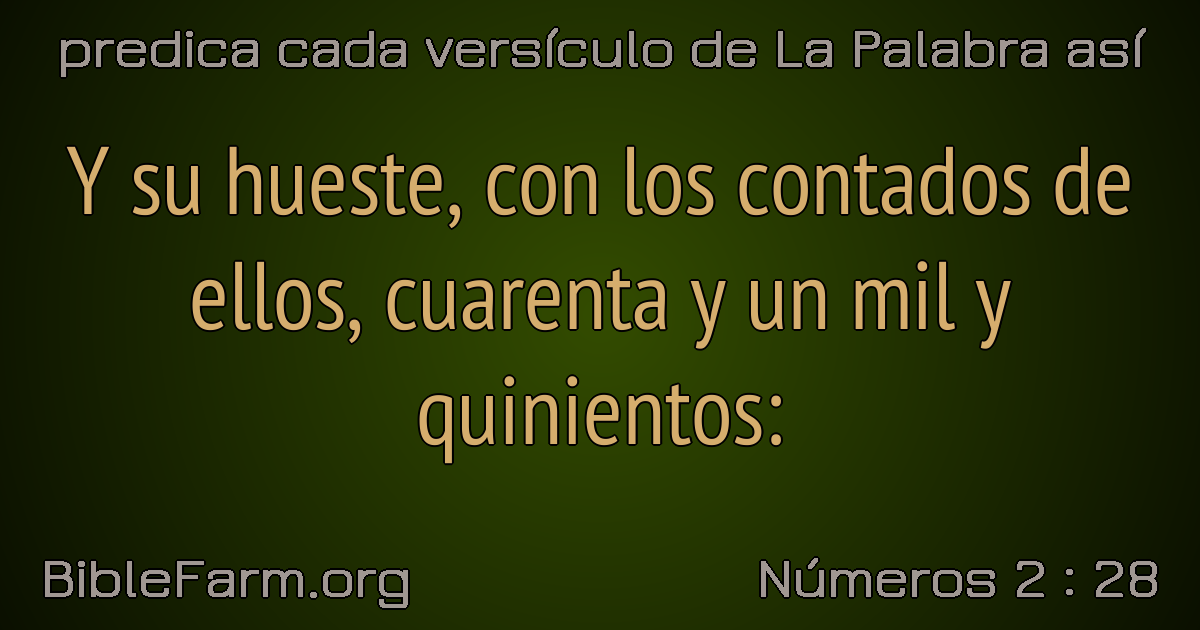 predica cada versículo de La Palabra así
Y su hueste, con los contados de
ellos, cuarenta y un mil y
quinientos:
BibleFarm.org
Números 2 : 28